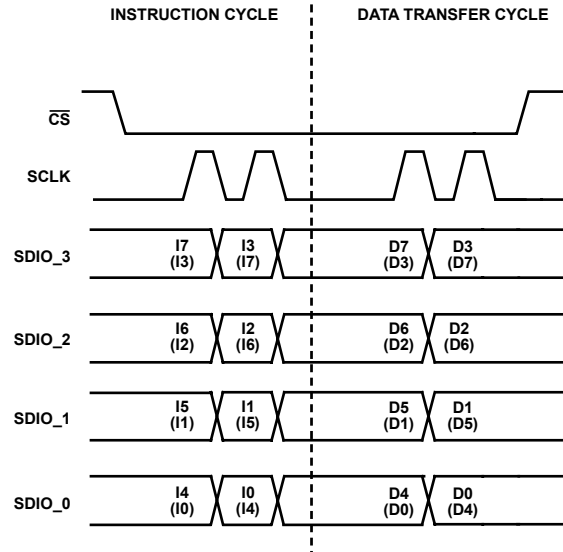 INSTRUCTION CYCLE DATA TRANSFER CYCLE
CS
SCLK
SDIO_3 I7 I3 D7 D3
(I3) (I7) (D3) (D7)
SDIO_2 I6 I2 D6 D2
(I2) (I6) (D2) (D6)
SDIO_1 I5 I1 D5 D1
(I1) (I5) (D1) (D5)
SDIO_0 I4 I0 D4 D0
(I0) (I4) (D0) (D4)